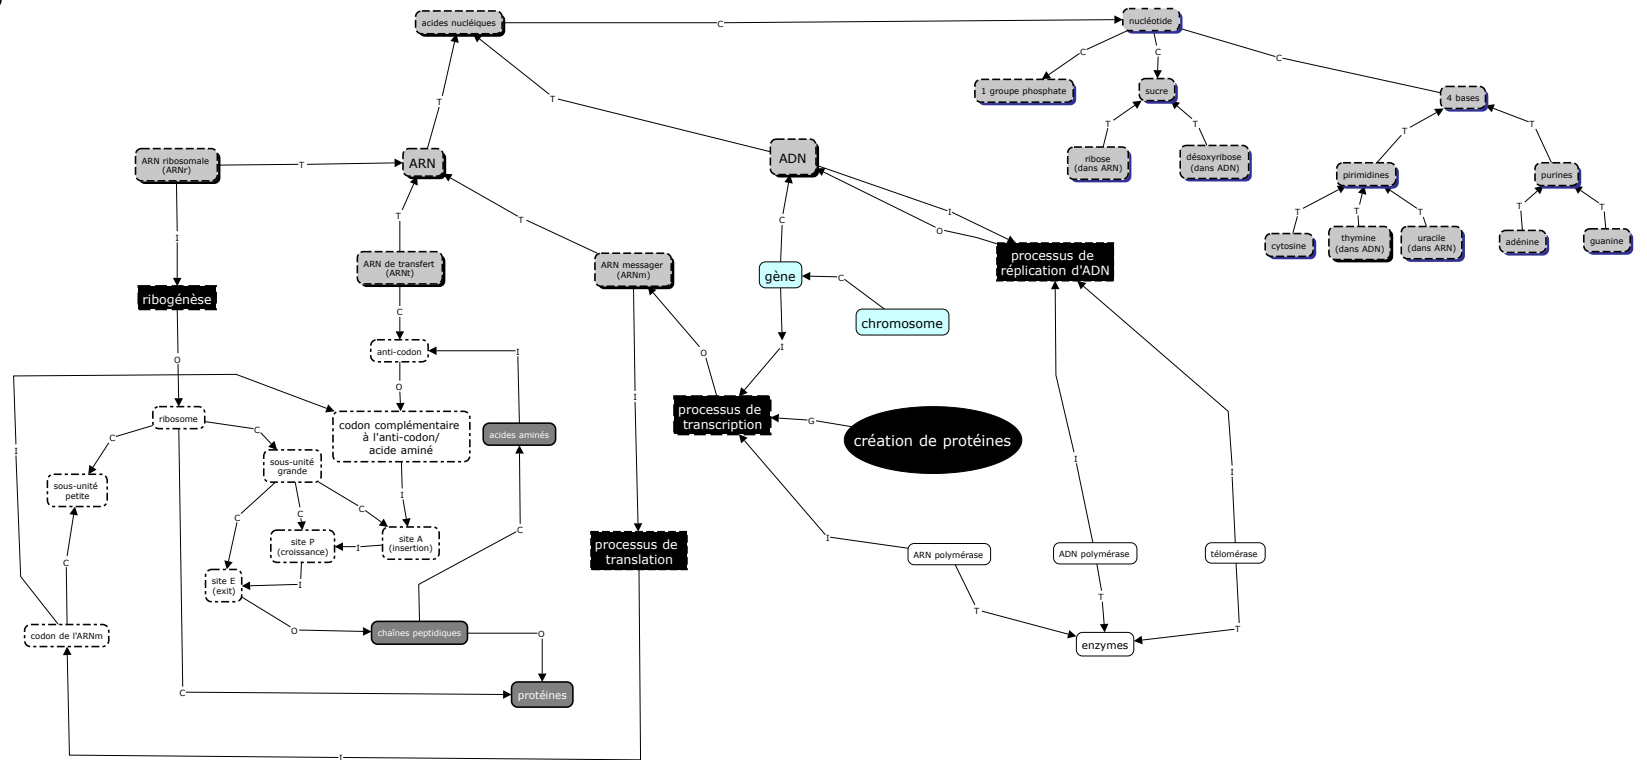 acides nucléiques
C
nucléotide
C
C
C
1 groupe phosphate
sucre
4 bases
T
T
T
T
T
T
ribose
(dans ARN)
désoxyribose
(dans ADN)
pirimidines
purines
T
T
T
T
T
cytosine
thymine
(dans ADN)
uracile
(dans ARN)
adénine
guanine
ARN ribosomale
(ARNr)
T
ARN
ADN
I
T
T
C
I
O
ARN de transfert
(ARNt)
ARN messager
(ARNm)
gène
C
processus de
réplication d'ADN
ribogénèse
C
chromosome
O
anti-codon
I
O
I
O
I
I
ribosome
codon complémentaire
à l'anti-codon/
acide aminé
acides aminés
processus de
transcription
G
création de protéines
C
C
I
sous-unité
grande
sous-unité
petite
I
I
I
C
C
C
C
site P
(croissance)
I
site A
(insertion)
I
processus de
translation
ARN polymérase
ADN polymérase
télomérase
C
site E
(exit)
I
T
T
T
codon de l'ARNm
O
chaînes peptidiques
O
enzymes
C
protéines
I